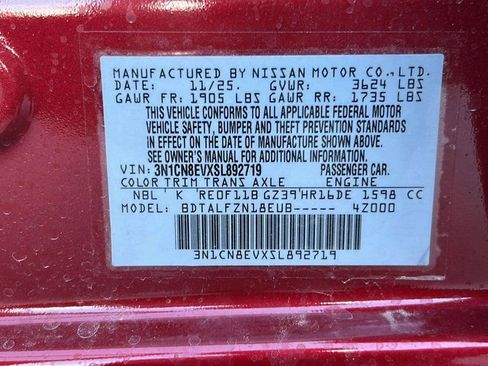 MANUFACTURED BY NISSAN MOTOR CO.,LTD.
DATE: 11/25. GVWR: 3624 LBS
GAWR FR: 1905 LBS GAWR RR: 1735 LBS
THIS VEHICLE CONFORMS TO ALL APPLICABLE FEDERAL MOTOR
VEHICLE SAFETY, BUMPER AND THEFT PREVENTION STANDARDS
IN EFFECT ON THE DATE OF MANUFACTURE SHOWN ABOVE.
SEE OWNER'S MANUAL FOR ADDITIONAL INFORMATION.
VIN: 3N1CN8EVXSL892719 PASSENGER CAR.
COLOR TRIM TRANS AXLE ENGINE
NBL' K 'RE0F11B GZ39'HR16DE 1598 CC
MODEL: BDTALFZN18EUB----- 4Z000
3N1CN8EVXSL892719